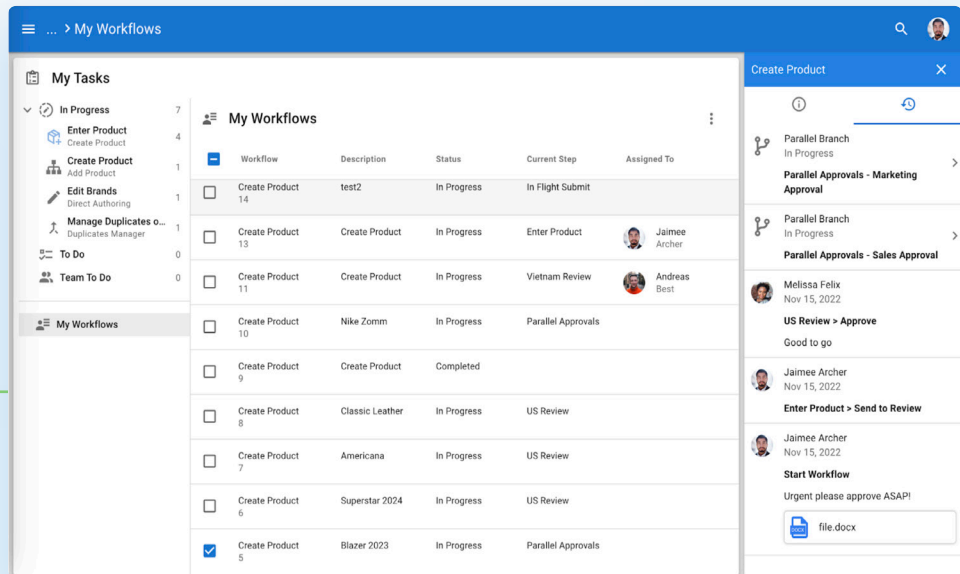 ... > My Workflows
My Tasks
In Progress 7
Enter Product
Create Product 4
Create Product
Add Product 1
Edit Brands
Direct Authoring 1
Manage Duplicates o...
Duplicates Manager 1
To Do 0
Team To Do 0
My Workflows
My Workflows
Workflow Description Status Current Step Assigned To
Create Product test2 In Progress In Flight Submit
14
Create Product Create Product In Progress Enter Product Jaimee
13 Archer
Create Product Create Product In Progress Vietnam Review Andreas
11 Best
Create Product Nike Zomm In Progress Parallel Approvals
10
Create Product Create Product Completed
9
Create Product Classic Leather In Progress US Review
8
Create Product Americana In Progress US Review
7
Create Product Superstar 2024 In Progress US Review
6
Create Product Blazer 2023 In Progress Parallel Approvals
5
Create Product
Parallel Branch
In Progress
Parallel Approvals - Marketing
Approval
Parallel Branch
In Progress
Parallel Approvals - Sales Approval
Melissa Felix
Nov 15, 2022
US Review > Approve
Good to go
Jaimee Archer
Nov 15, 2022
Enter Product > Send to Review
Jaimee Archer
Nov 15, 2022
Start Workflow
Urgent please approve ASAP!
DOCX
file.docx